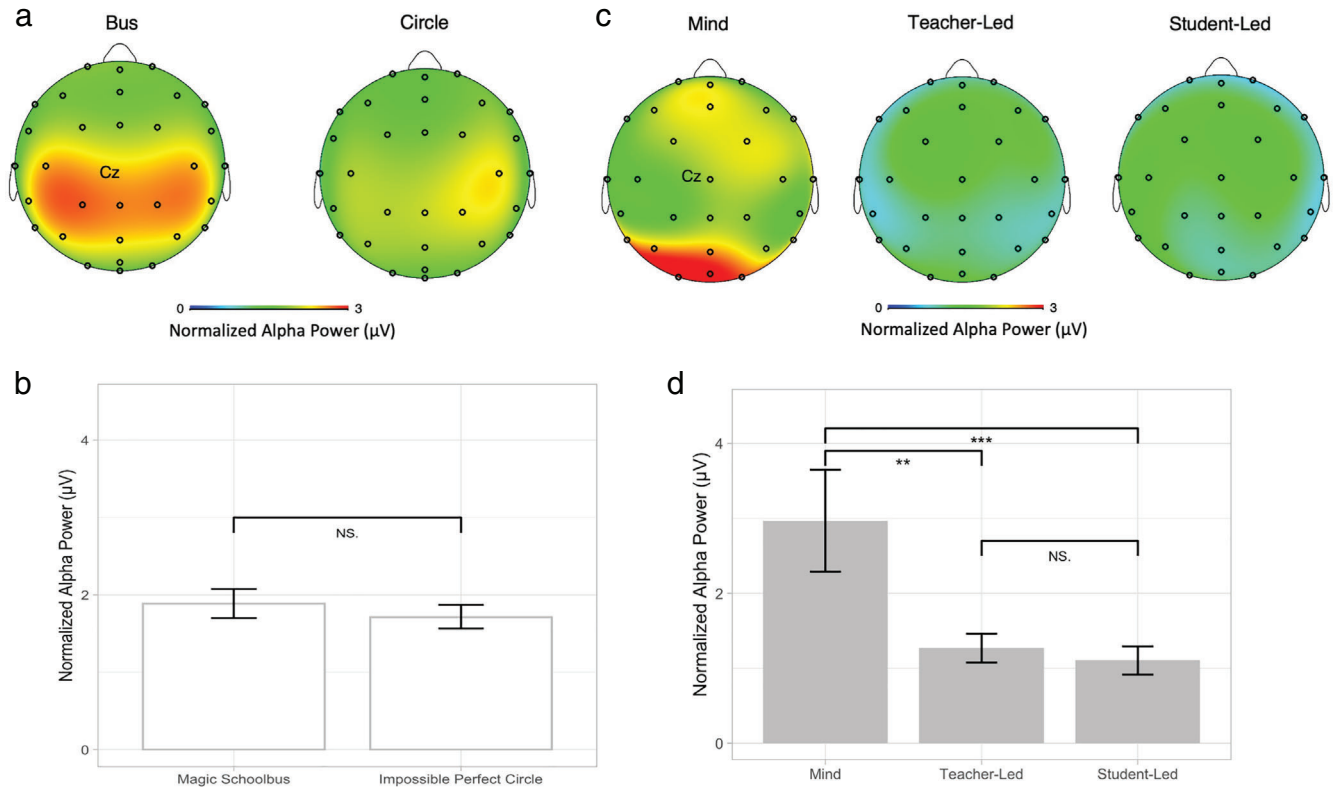 a
Bus
Circle
Cz
0
3
Normalized Alpha Power (µV)
c
Mind
Teacher-Led
Student-Led
Cz
0
3
Normalized Alpha Power (µV)
b
Normalized Alpha Power (µV)
4
2
0
NS.
Magic Schoolbus
Impossible Perfect Circle
d
Normalized Alpha Power (µV)
4
2
0
***
**
NS.
Mind
Teacher-Led
Student-Led